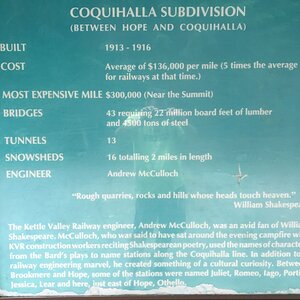 COQUIHALLA SUBDIVISION
(BETWEEN HOPE AND COQUIHALLA)
BUILT 1913 - 1916
COST Average of $136,000 per mile (5 times the average
for railways at that time.)
MOST EXPENSIVE MILE $300,000 (Near the Summit)
BRIDGES 43 requiring 22 million board feet of lumber
and 4300 tons of steel
TUNNELS 13
SNOWSHEDS 16 totalling 2 miles in length
ENGINEER Andrew McCulloch
"Rough quarries, rocks and hills whose heads touch heaven."
William Shakespea
The Kettle Valley Railway engineer, Andrew McCulloch, was an avid fan of William
Shakespeare. McCulloch, who was said to have amused the evening campfire w
KVR construction workers reciting Shakespearean poetry, used the names of charac
from the Bard's plays to name stations along the Coquihalla line. In addition to
railway engineering marvel, he created something of a cultural curiosity. Between
Brookmere and Hope, some of the stations were named Juliet, Romeo, Iago, Porti
Jessica, Lear and here, just east of Hope, Othello.